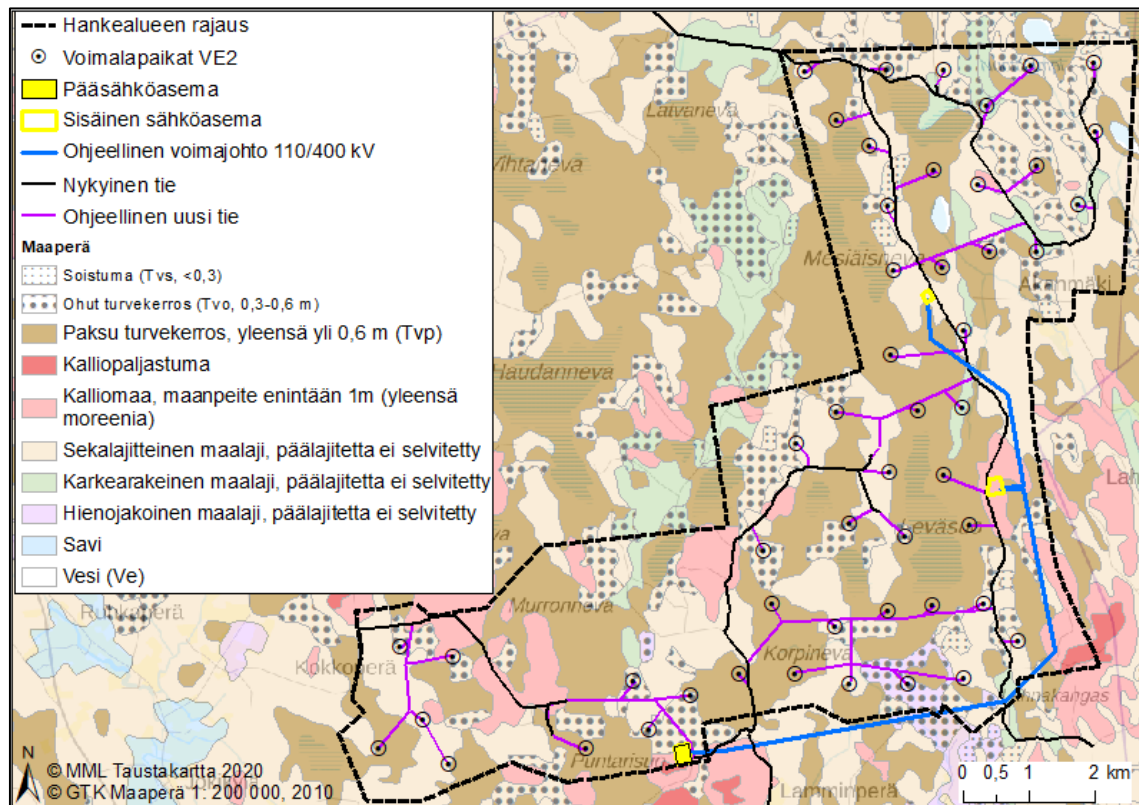 Hankealueen rajaus
Voimalapaikat VE2
Pääsähköasema
Sisäinen sähköasema
Ohjeellinen voimajohto 110/400 kV
Nykyinen tie
Ohjeellinen uusi tie
Maaperä
Soistuma (Tvs, <0,3)
Ohut turvekerros (Tvo, 0,3-0,6 m)
Paksu turvekerros, yleensä yli 0,6 m (Tvp)
Kalliopaljastuma
Kalliomaa, maanpeite enintään 1m (yleensä
moreenia)
Sekalajitteinen maalaji, päälajitetta ei selvitetty
Karkearakeinen maalaji, päälajitetta ei selvitetty
Hienojakoinen maalaji, päälajitetta ei selvitetty
Savi
Vesi (Ve)
Latvaneva
Vihtaneva
Mesiäisneva
Akanmäki
Haudanneva
Murronneva
Ruhkaperä
Kokkoperä
Korpineva
Lamminperä
N
© MML Taustakartta 2020
© GTK Maaperä 1: 200 000, 2010
0 0,5 1 2 km